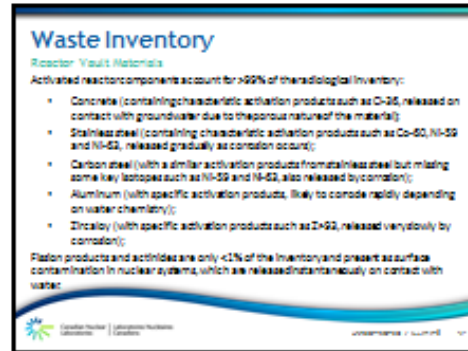 Waste Inventory
Reactor Vault Materials
Activated reactor components account for >99% of the radiological inventory:
• Concrete (containing characteristic activation products such as Cl-36, released on
contact with groundwater due to the porous nature of the material);
• Stainless steel (containing characteristic activation products such as Co-60, Ni-59
and Ni-63, released gradually as corrosion occurs);
• Carbon steel (with a similar activation products from stainless steel but missing
some key isotopes such as Ni-59 and Ni-63, also released by corrosion);
• Aluminum (with specific activation products, likely to corrode rapidly depending
on water chemistry);
• Zircaloy (with specific activation products such as Zr-93, released very slowly by
corrosion);
Fission products and actinides are only <1% of the inventory and present as surface
contamination in nuclear systems, which are released instantaneously on contact with
water.
Canadian Nuclear | Laboratoires Nucléaires
Laboratories | Canadiens